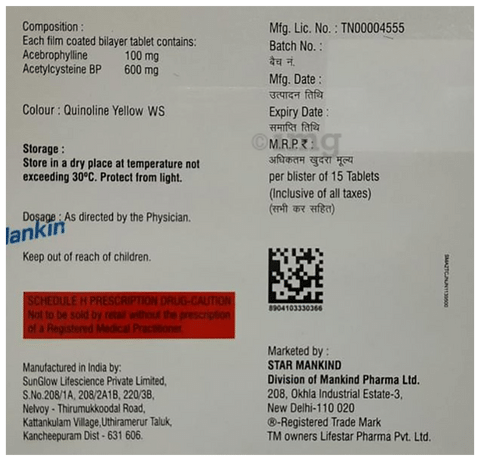 Composition :
Each film coated bilayer tablet contains:
Acebrophylline 100 mg
Acetylcysteine BP 600 mg
Colour : Quinoline Yellow WS
Storage :
Store in a dry place at temperature not
exceeding 30ºC. Protect from light.
Dosage : As directed by the Physician.
Mankin
Keep out of reach of children.
SCHEDULE H PRESCRIPTION DRUG-CAUTION
Not to be sold by retail without the prescription
of a Registered Medical Practitioner.
Manufactured in India by:
SunGlow Lifescience Private Limited,
S.No.208/1A, 208/2A1B, 220/3B,
Nelvoy - Thirumukkoodal Road,
Kattankulam Village,Uthiramerur Taluk,
Kancheepuram Dist - 631 606.
Mfg. Lic. No. : TN00004555
Batch No. :
बैच नं.
Mfg. Date :
उत्पादन तिथि
Expiry Date :
समाप्ति तिथि
M.R.P.₹ :
अधिकतम खुदरा मूल्य
per blister of 15 Tablets
(Inclusive of all taxes)
(सभी कर सहित)
8904103330366
Marketed by :
STAR MANKIND
Division of Mankind Pharma Ltd.
208, Okhla Industrial Estate-3,
New Delhi-110 020
®-Registered Trade Mark
TM owners Lifestar Pharma Pvt. Ltd.